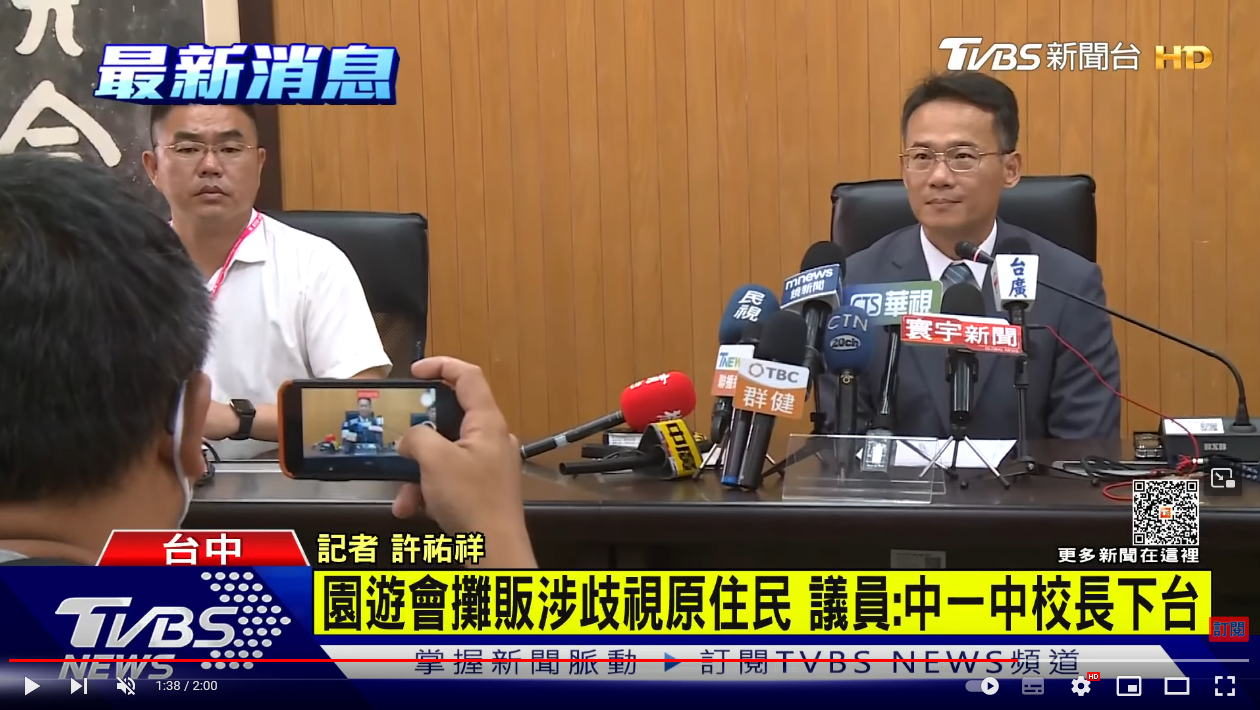 最新消息
TVBS新聞台 HD
mnews
鏡新聞
民視
CTS華視
台廣
CTN
20ch
寰宇新聞
GLOBAL NEWS
TBC
群健
台中
記者 許祐祥
更多新聞在這裡
園遊會攤販涉歧視原住民 議員:中一中校長下台
訂閱
TVBS
NEWS
掌握新聞脈動 ▶ 訂閱TVBS NEWS頻道
1:38 / 2:00
HD